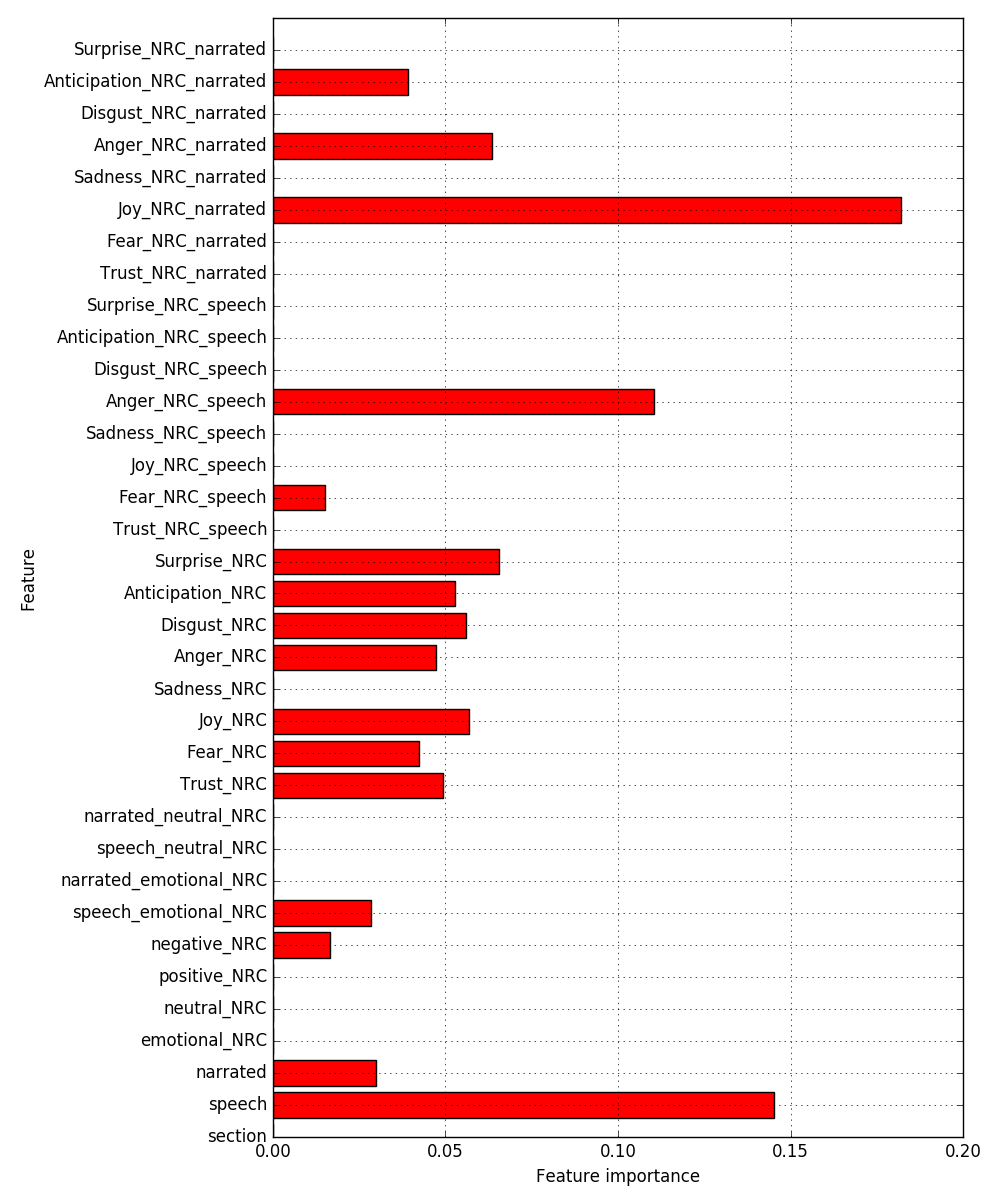 Surprise_NRC_narrated
Anticipation_NRC_narrated
Disgust_NRC_narrated
Anger_NRC_narrated
Sadness_NRC_narrated
Joy_NRC_narrated
Fear_NRC_narrated
Trust_NRC_narrated
Surprise_NRC_speech
Anticipation_NRC_speech
Disgust_NRC_speech
Anger_NRC_speech
Sadness_NRC_speech
Joy_NRC_speech
Fear_NRC_speech
Trust_NRC_speech
Surprise_NRC
Anticipation_NRC
Disgust_NRC
Anger_NRC
Sadness_NRC
Joy_NRC
Fear_NRC
Trust_NRC
narrated_neutral_NRC
speech_neutral_NRC
narrated_emotional_NRC
speech_emotional_NRC
negative_NRC
positive_NRC
neutral_NRC
emotional_NRC
narrated
speech
section
Feature
0.00 0.05 0.10 0.15 0.20
Feature importance